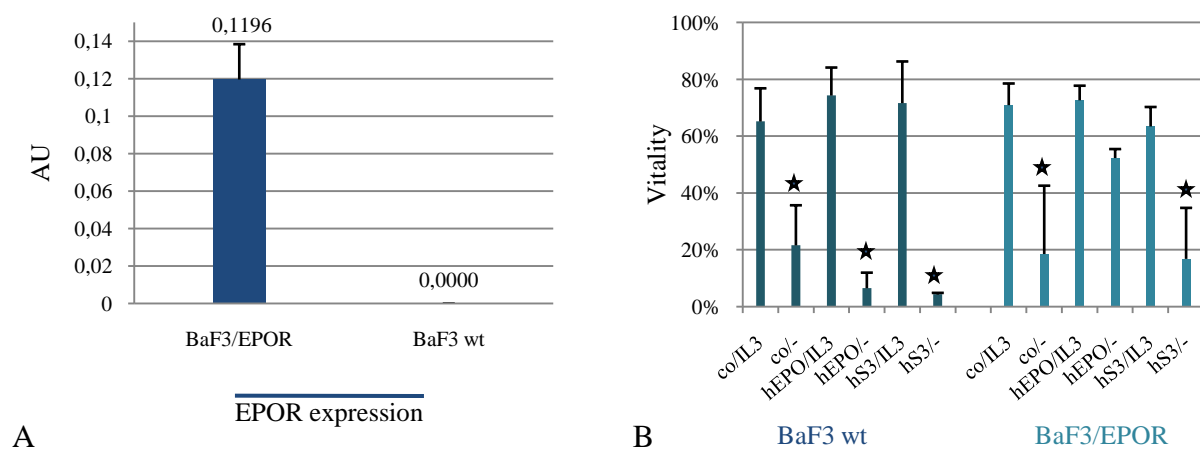 0,1196
0,14
0,12
0,1
0,08
0,06
0,04
0,02
0
AU
0,0000
BaF3/EPOR
BaF3 wt
EPOR expression
A
100%
80%
60%
40%
20%
0%
Vitality
co/IL3
co/-
hEPO/IL3
hEPO/-
hS3/IL3
hS3/-
co/IL3
co/-
hEPO/IL3
hEPO/-
hS3/IL3
hS3/-
BaF3 wt
BaF3/EPOR
B